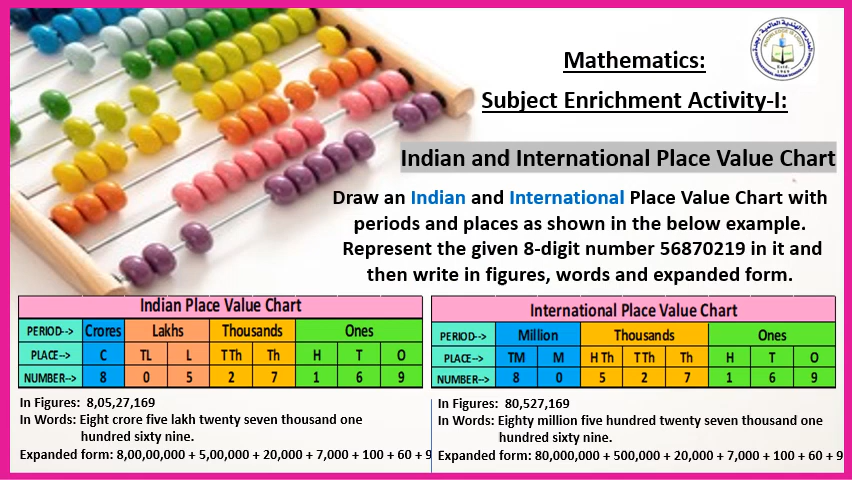 Mathematics:
Subject Enrichment Activity-I:
Indian and International Place Value Chart
Draw an Indian and International Place Value Chart with
periods and places as shown in the below example.
Represent the given 8-digit number 56870219 in it and
then write in figures, words and expanded form.
Indian Place Value Chart
PERIOD--> Crores Lakhs Thousands Ones
PLACE--> C TL L T Th Th H T O
NUMBER--> 8 0 5 2 7 1 6 9
In Figures: 8,05,27,169
In Words: Eight crore five lakh twenty seven thousand one
hundred sixty nine.
Expanded form: 8,00,00,000 + 5,00,000 + 20,000 + 7,000 + 100 + 60 + 9
International Place Value Chart
PERIOD--> Million Thousands Ones
PLACE--> TM M H Th T Th Th H T O
NUMBER--> 8 0 5 2 7 1 6 9
In Figures: 80,527,169
In Words: Eighty million five hundred twenty seven thousand one
hundred sixty nine.
Expanded form: 80,000,000 + 500,000 + 20,000 + 7,000 + 100 + 60 + 9